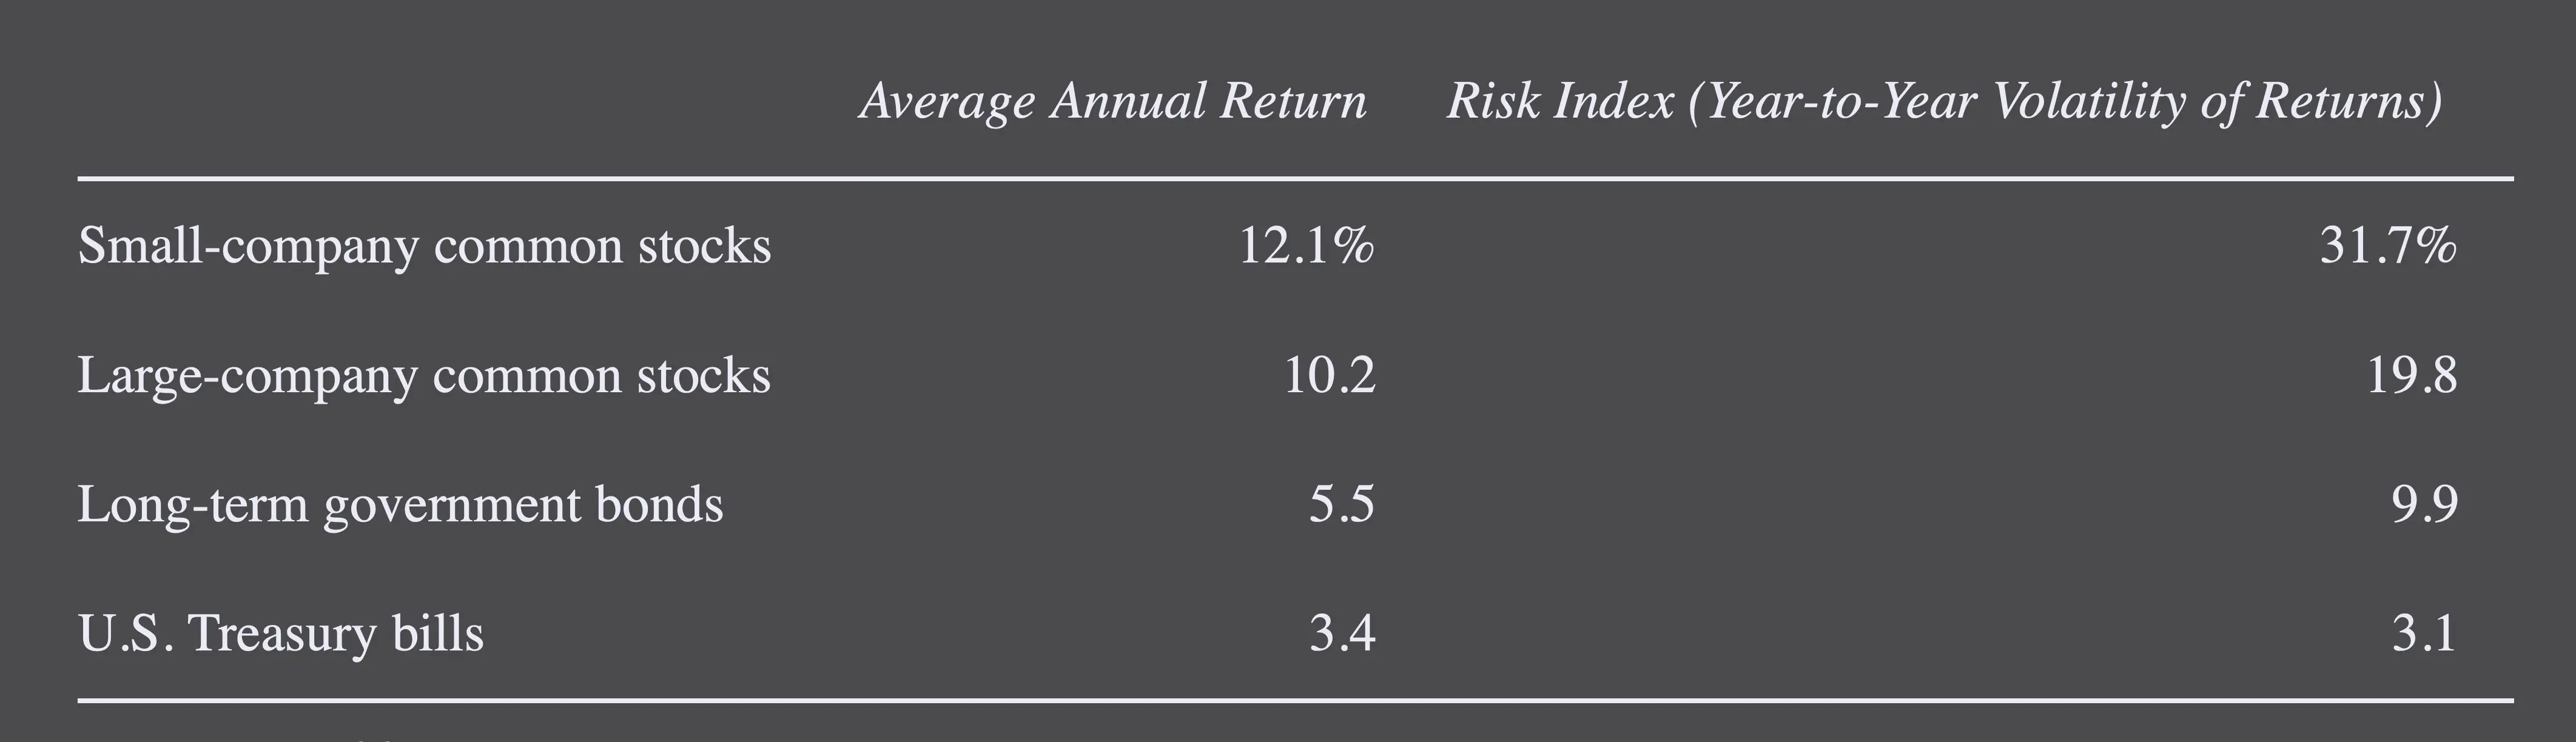 Average Annual Return Risk Index (Year-to-Year Volatility of Returns)
Small-company common stocks 12.1% 31.7%
Large-company common stocks 10.2 19.8
Long-term government bonds 5.5 9.9
U.S. Treasury bills 3.4 3.1